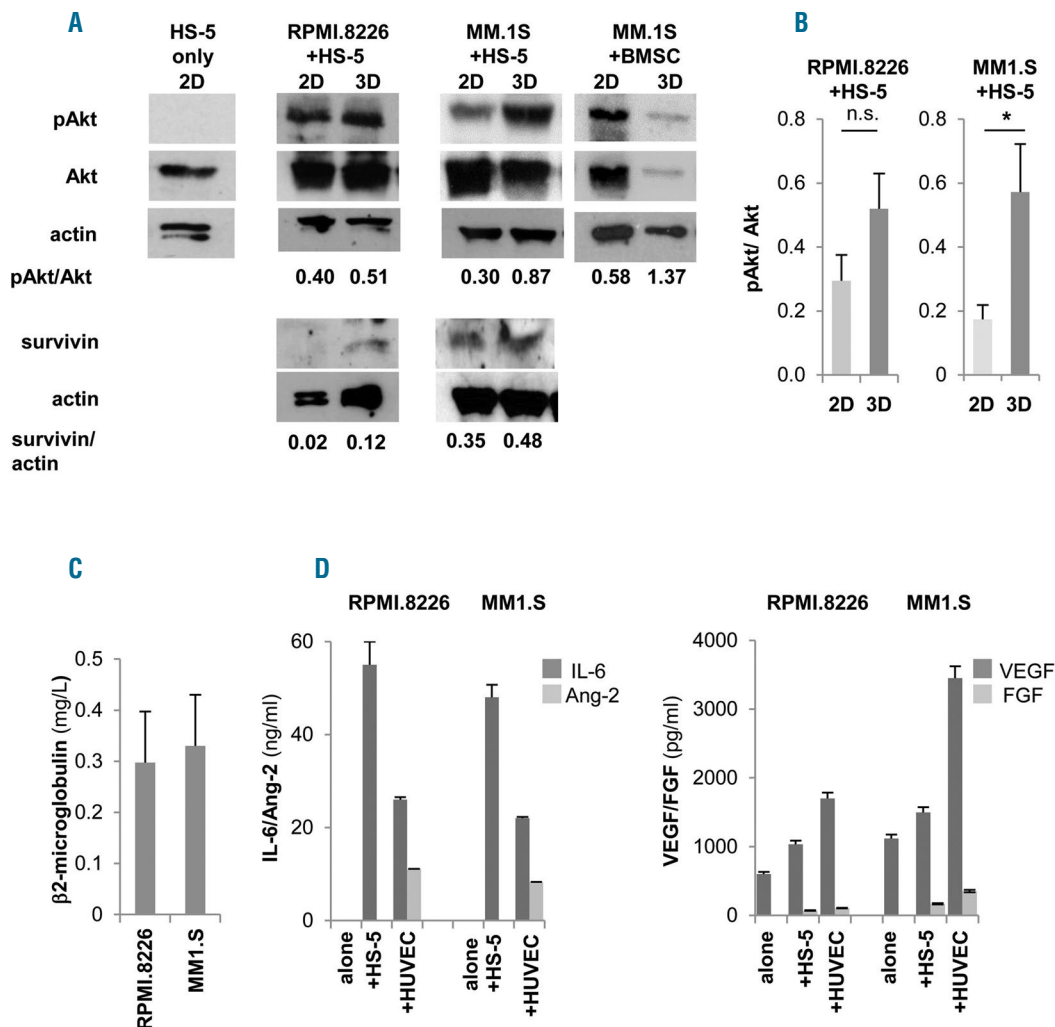 A
HS-5 only 2D
RPMI.8226 +HS-5 2D 3D
MM.1S +HS-5 2D 3D
MM.1S +BMSC 2D 3D
pAkt
Akt
actin
pAkt/Akt 0.40 0.51 0.30 0.87 0.58 1.37
survivin
actin
survivin/
actin
0.02 0.12 0.35 0.48
B
RPMI.8226
+HS-5
MM1.S
+HS-5
n.s.
*
pAkt/ Akt
0.8
0.6
0.4
0.2
0.0
2D 3D
0.8
0.6
0.4
0.2
0.0
2D 3D
C
β2-microglobulin (mg/L)
0.5
0.4
0.3
0.2
0.1
0
RPMI.8226
MM1.S
D
RPMI.8226 MM1.S
IL-6/Ang-2 (ng/ml)
60
40
20
0
IL-6
Ang-2
alone
+HS-5
+HUVEC
alone
+HS-5
+HUVEC
RPMI.8226 MM1.S
VEGF/FGF (pg/ml)
4000
3000
2000
1000
0
VEGF
FGF
alone
+HS-5
+HUVEC
alone
+HS-5
+HUVEC